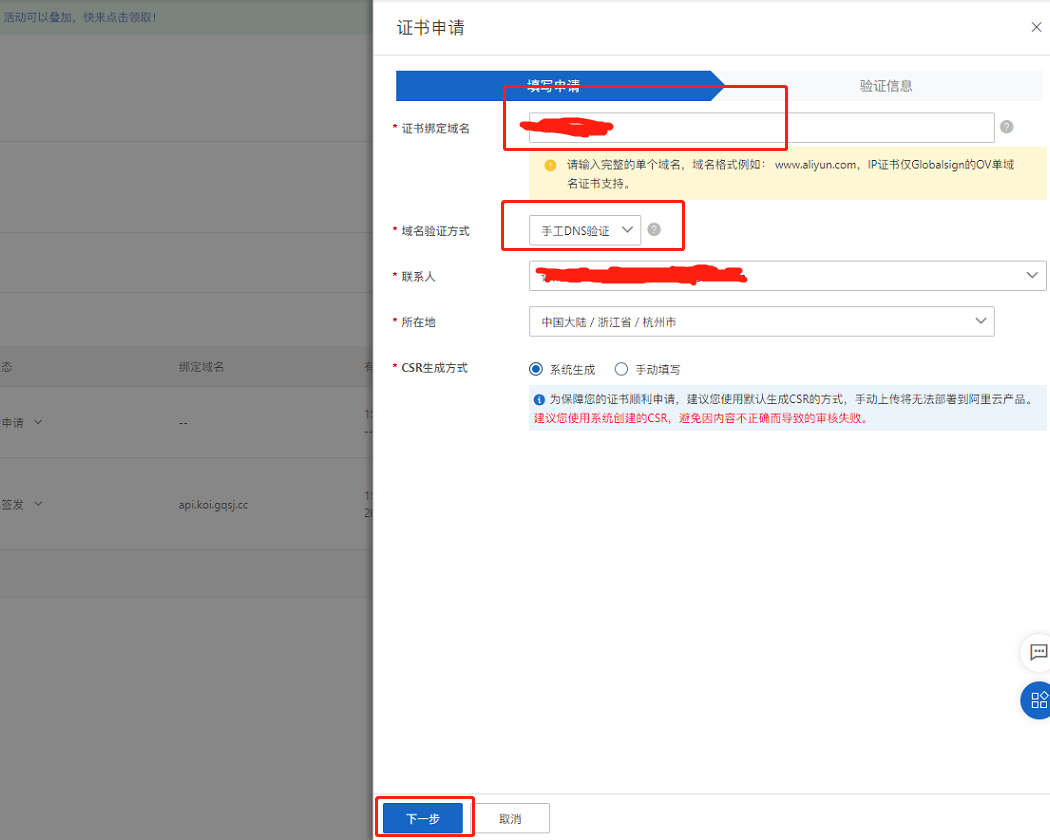 活动可以叠加，快来点击领取！
证书申请
填写申请
验证信息
* 证书绑定域名
请输入完整的单个域名，域名格式例如： www.aliyun.com，IP证书仅Globalsign的OV单域
名证书支持。
* 域名验证方式
手工DNS验证
* 联系人
* 所在地
中国大陆 / 浙江省 / 杭州市
* CSR生成方式
系统生成
手动填写
为保障您的证书顺利申请，建议您使用默认生成CSR的方式，手动上传将无法部署到阿里云产品。
建议您使用系统创建的CSR，避免因内容不正确而导致的审核失败。
态
绑定域名
有
申请
--
1:
--
签发
api.koi.gqsj.cc
1:
20
下一步
取消